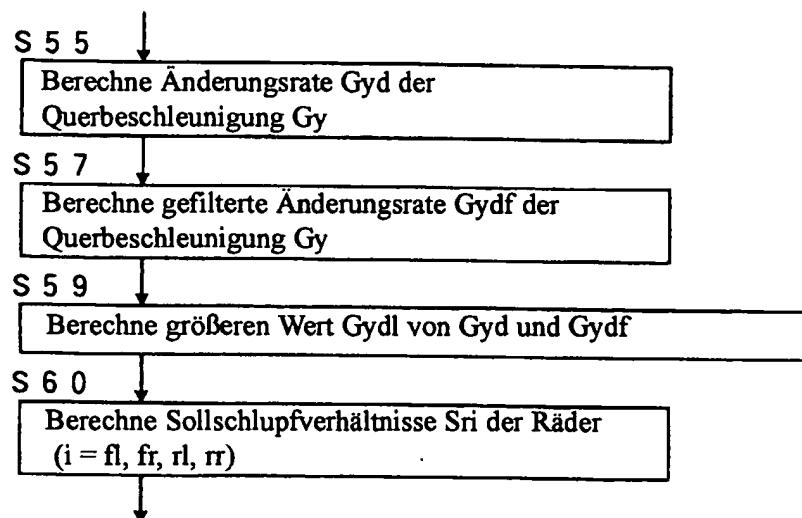 S 5 5
Berechne Änderungsrate Gyd der
Querbeschleunigung Gy
S 5 7
Berechne gefilterte Änderungsrate Gydf der
Querbeschleunigung Gy
S 5 9
Berechne größeren Wert Gydl von Gyd und Gydf
S 6 0
Berechne Sollschlupfverhältnisse Sri der Räder
(i = fl, fr, rl, rr)